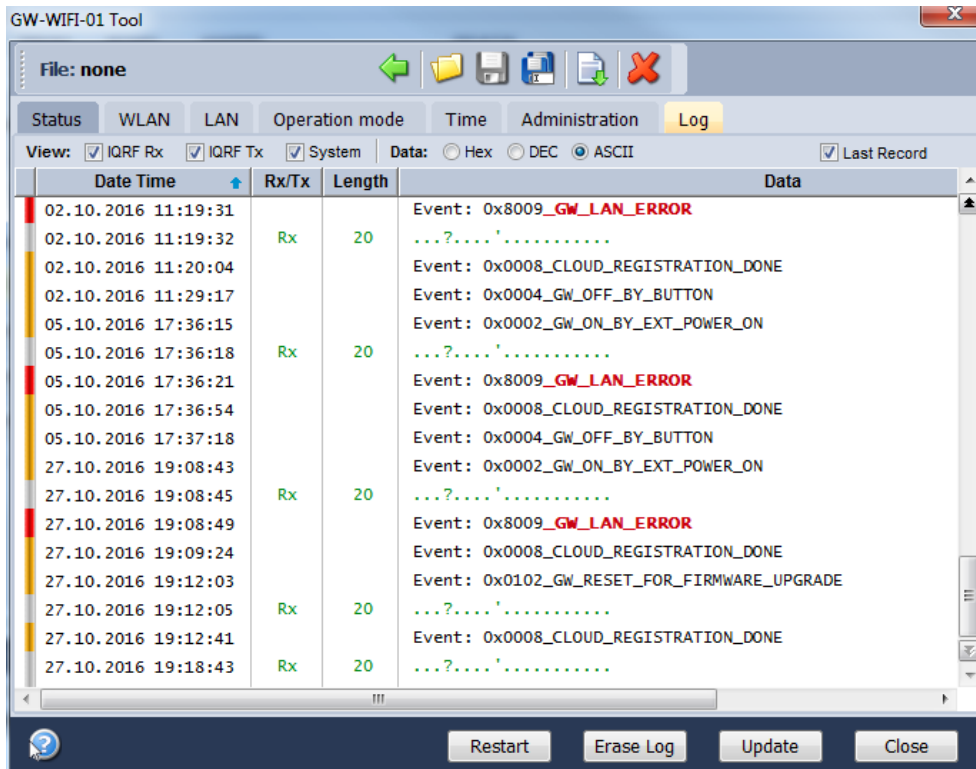 GW-WIFI-01 Tool
File: none
Status WLAN LAN Operation mode Time Administration Log
View: IQRF Rx IQRF Tx System Data: Hex DEC ASCII Last Record
Date Time Rx/Tx Length Data
02.10.2016 11:19:31 Event: 0x8009_GW_LAN_ERROR
02.10.2016 11:19:32 Rx 20 ...?....'...........
02.10.2016 11:20:04 Event: 0x0008_CLOUD_REGISTRATION_DONE
02.10.2016 11:29:17 Event: 0x0004_GW_OFF_BY_BUTTON
05.10.2016 17:36:15 Event: 0x0002_GW_ON_BY_EXT_POWER_ON
05.10.2016 17:36:18 Rx 20 ...?....'...........
05.10.2016 17:36:21 Event: 0x8009_GW_LAN_ERROR
05.10.2016 17:36:54 Event: 0x0008_CLOUD_REGISTRATION_DONE
05.10.2016 17:37:18 Event: 0x0004_GW_OFF_BY_BUTTON
27.10.2016 19:08:43 Event: 0x0002_GW_ON_BY_EXT_POWER_ON
27.10.2016 19:08:45 Rx 20 ...?....'...........
27.10.2016 19:08:49 Event: 0x8009_GW_LAN_ERROR
27.10.2016 19:09:24 Event: 0x0008_CLOUD_REGISTRATION_DONE
27.10.2016 19:12:03 Event: 0x0102_GW_RESET_FOR_FIRMWARE_UPGRADE
27.10.2016 19:12:05 Rx 20 ...?....'...........
27.10.2016 19:12:41 Event: 0x0008_CLOUD_REGISTRATION_DONE
27.10.2016 19:18:43 Rx 20 ...?....'...........
Restart Erase Log Update Close